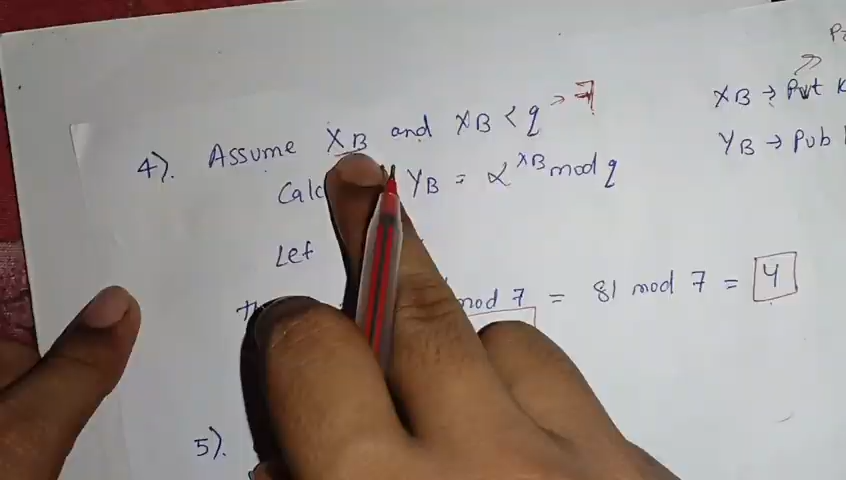 4). Assume XB and XB < q → 7
YB = α^XB mod q
Let
mod 7 = 81 mod 7 = 4
5).
XB → Pvt
YB → Pub